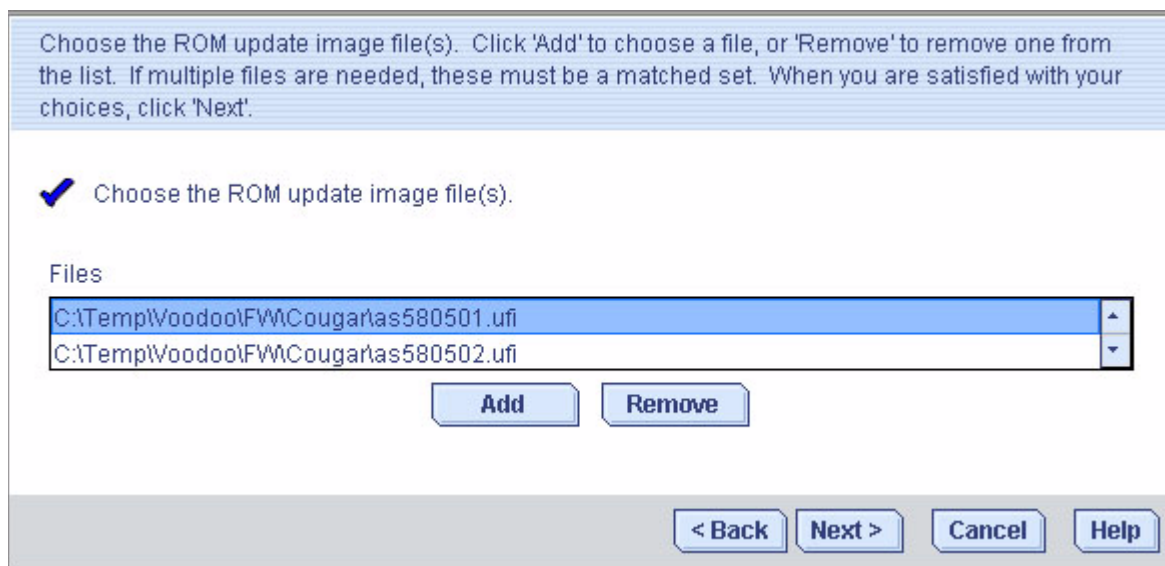 Choose the ROM update image file(s). Click 'Add' to choose a file, or 'Remove' to remove one from
the list. If multiple files are needed, these must be a matched set. When you are satisfied with your
choices, click 'Next'.
Choose the ROM update image file(s).
Files
C:\Temp\Voodoo\FW\Cougar\as580501.ufi
C:\Temp\Voodoo\FW\Cougar\as580502.ufi
Add Remove
< Back Next > Cancel Help